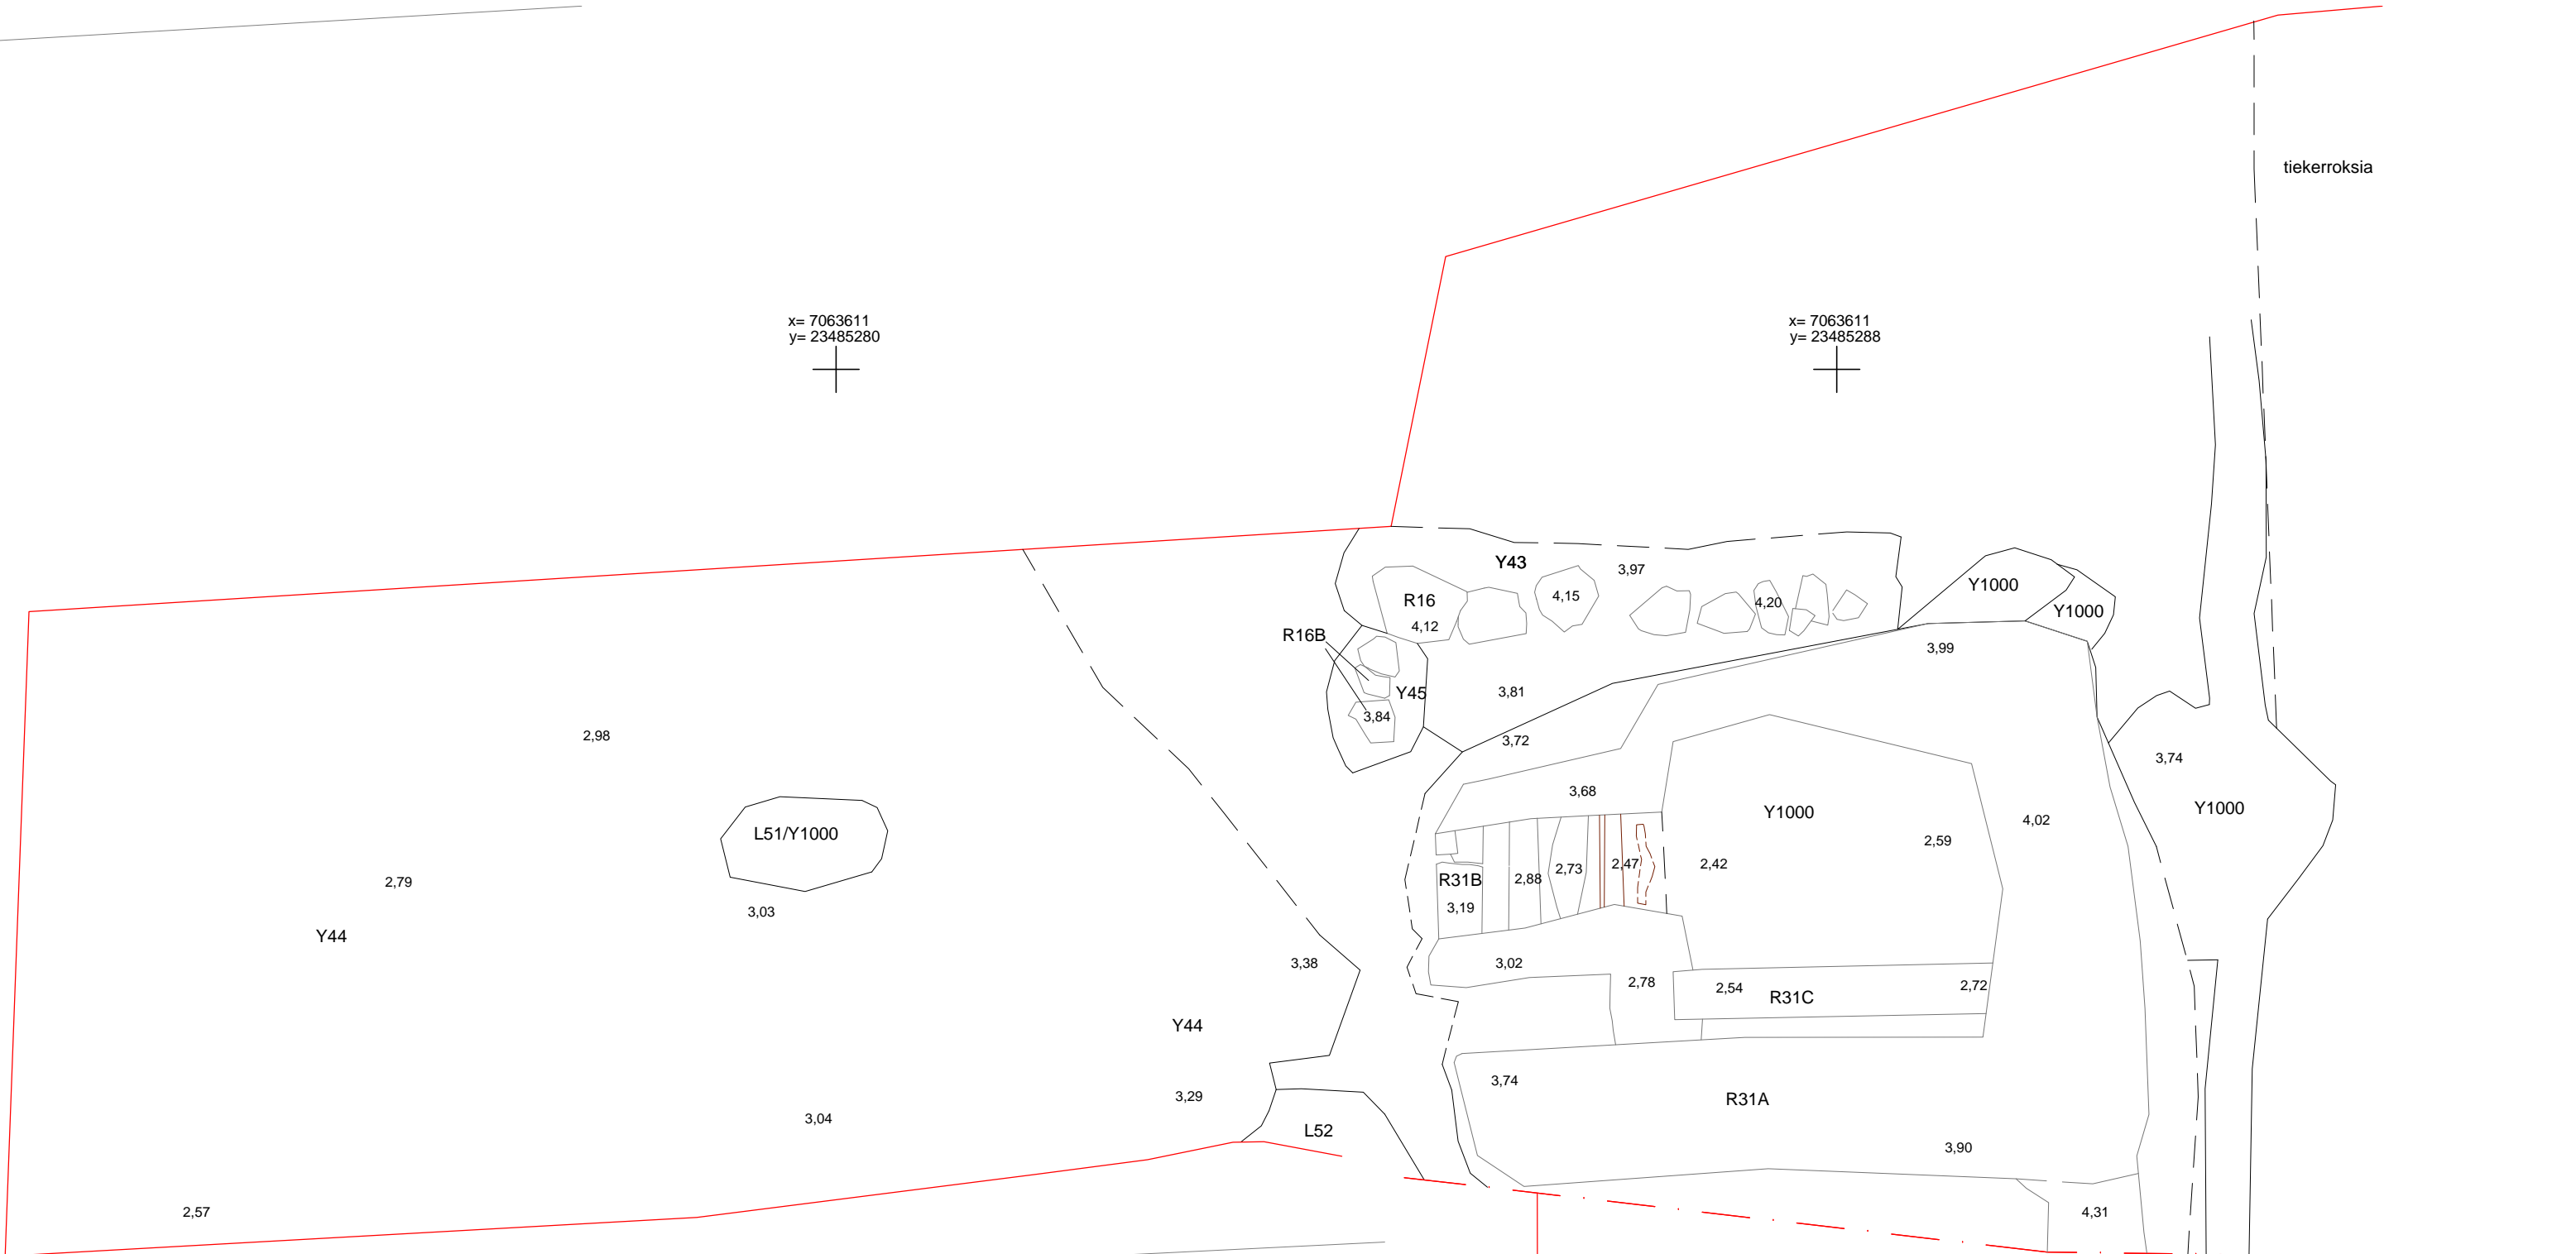 tiekerroksia
x= 7063611
y= 23485280
x= 7063611
y= 23485288
Y43
3,97
Y1000
4,15
R16
4,20
Y1000
4,12
R16B
3,99
3,81
Y45
3,84
2,98
3,72
3,74
3,68
Y1000
Y1000
4,02
L51/Y1000
2,59
2,47
2,42
2,73
2,88
R31B
2,79
3,19
3,03
Y44
3,38
3,02
2,78
2,54
2,72
R31C
Y44
3,74
3,29
R31A
3,04
L52
3,90
2,57
4,31